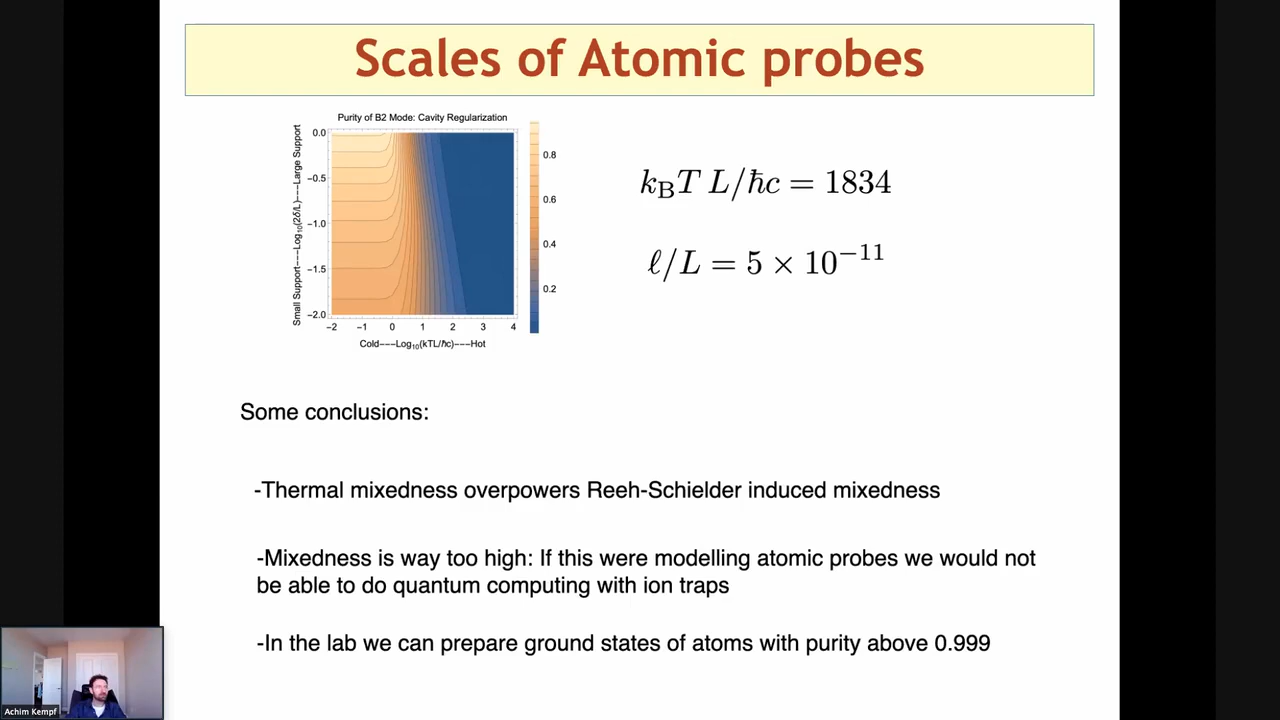 Scales of Atomic probes
Purity of B2 Mode: Cavity Regularization
Small Support---Log₁₀(2δ/L)---Large Support
0.0
−0.5
−1.0
−1.5
−2.0
−2 −1 0 1 2 3 4
Cold---Log₁₀(kTL/ℏc)---Hot
0.8
0.6
0.4
0.2
k_B T L/ℏc = 1834
ℓ/L = 5 × 10⁻¹¹
Some conclusions:
-Thermal mixedness overpowers Reeh-Schielder induced mixedness
-Mixedness is way too high: If this were modelling atomic probes we would not
be able to do quantum computing with ion traps
-In the lab we can prepare ground states of atoms with purity above 0.999
Achim Kempf